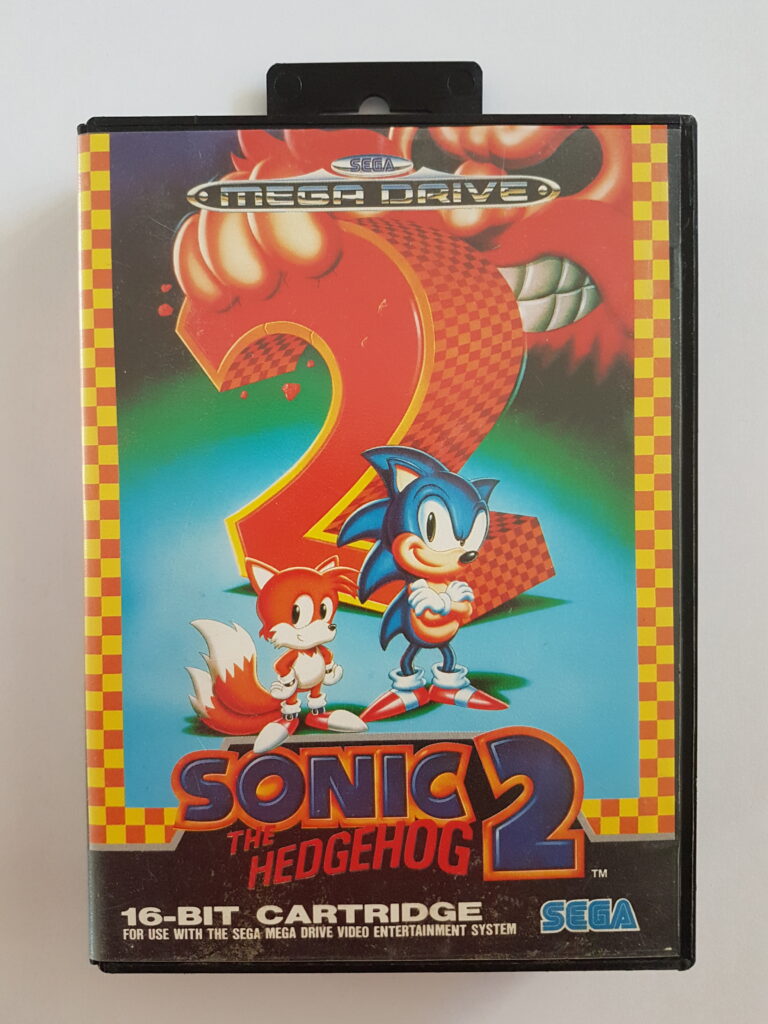 SEGA
MEGA DRIVE
2
SONIC 2
THE
HEDGEHOG
™
16-BIT CARTRIDGE
FOR USE WITH THE SEGA MEGA DRIVE VIDEO ENTERTAINMENT SYSTEM
SEGA